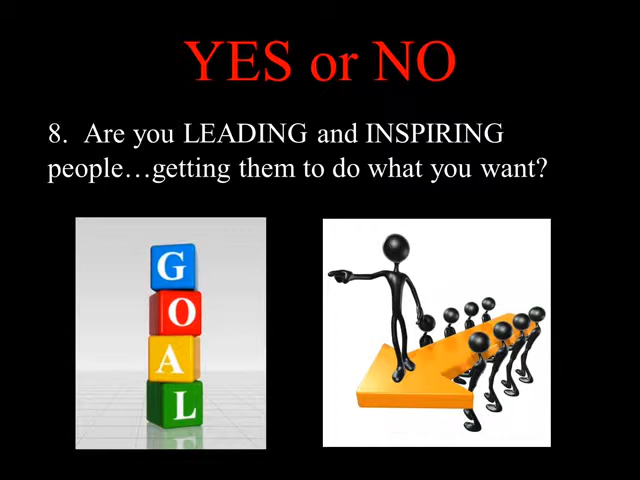 YES or NO
8. Are you LEADING and INSPIRING
people…getting them to do what you want?
G
O
A
L